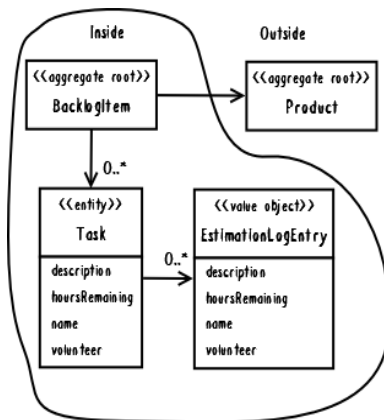 Inside
Outside
<<aggregate root>>
BacklogItem
<<aggregate root>>
Product
0..*
<<entity>>
Task
description
hoursRemaining
name
volunteer
0..*
<<value object>>
EstimationLogEntry
description
hoursRemaining
name
volunteer